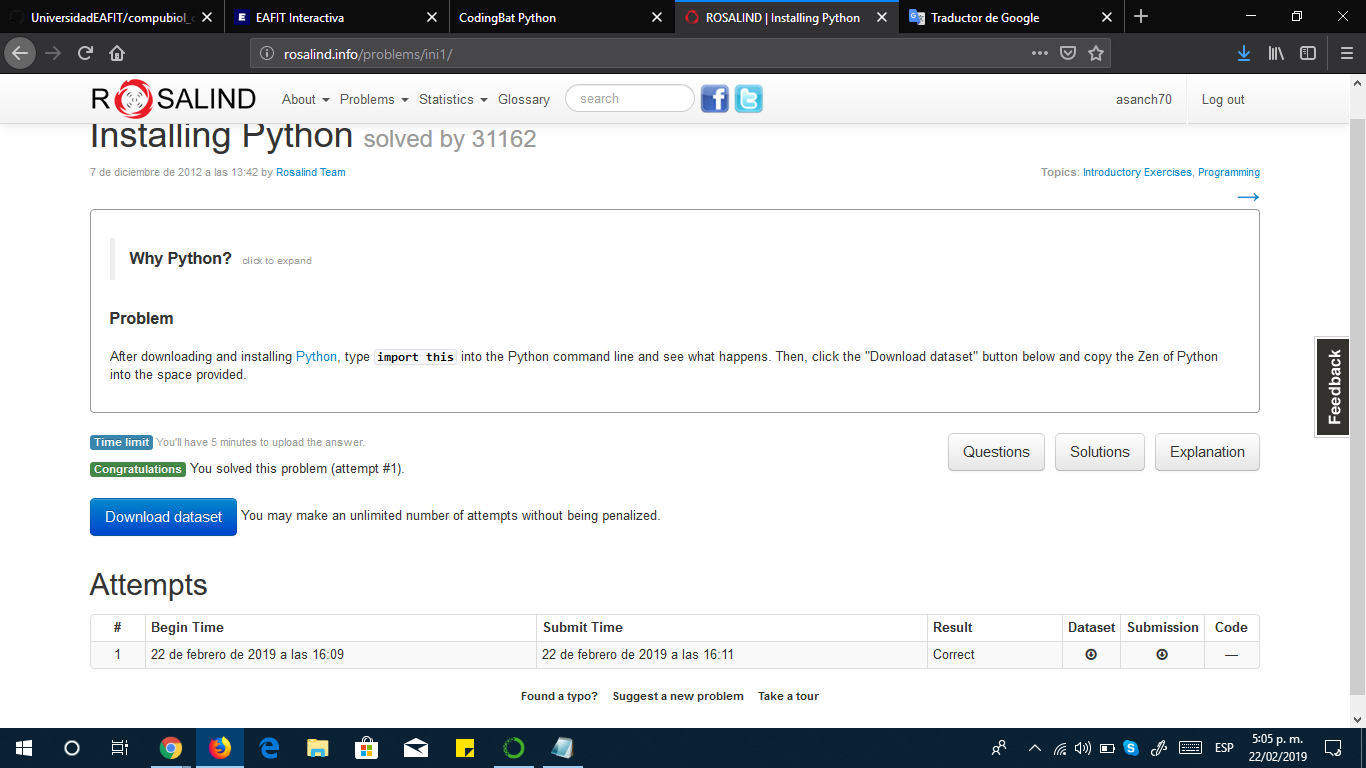 UniversidadEAFIT/compubiol_c
EAFIT Interactiva
CodingBat Python
ROSALIND | Installing Python
Traductor de Google
rosalind.info/problems/ini1/
ROSALIND
About
Problems
Statistics
Glossary
search
asanch70
Log out
Installing Python solved by 31162
7 de diciembre de 2012 a las 13:42 by Rosalind Team
Topics: Introductory Exercises, Programming
→
Why Python? click to expand
Problem
After downloading and installing Python, type import this into the Python command line and see what happens. Then, click the "Download dataset" button below and copy the Zen of Python
into the space provided.
Feedback
Time limit You'll have 5 minutes to upload the answer.
Congratulations You solved this problem (attempt #1).
Questions
Solutions
Explanation
Download dataset You may make an unlimited number of attempts without being penalized.
Attempts
# Begin Time Submit Time Result Dataset Submission Code
1 22 de febrero de 2019 a las 16:09 22 de febrero de 2019 a las 16:11 Correct —
Found a typo? Suggest a new problem Take a tour
ESP
5:05 p. m.
22/02/2019